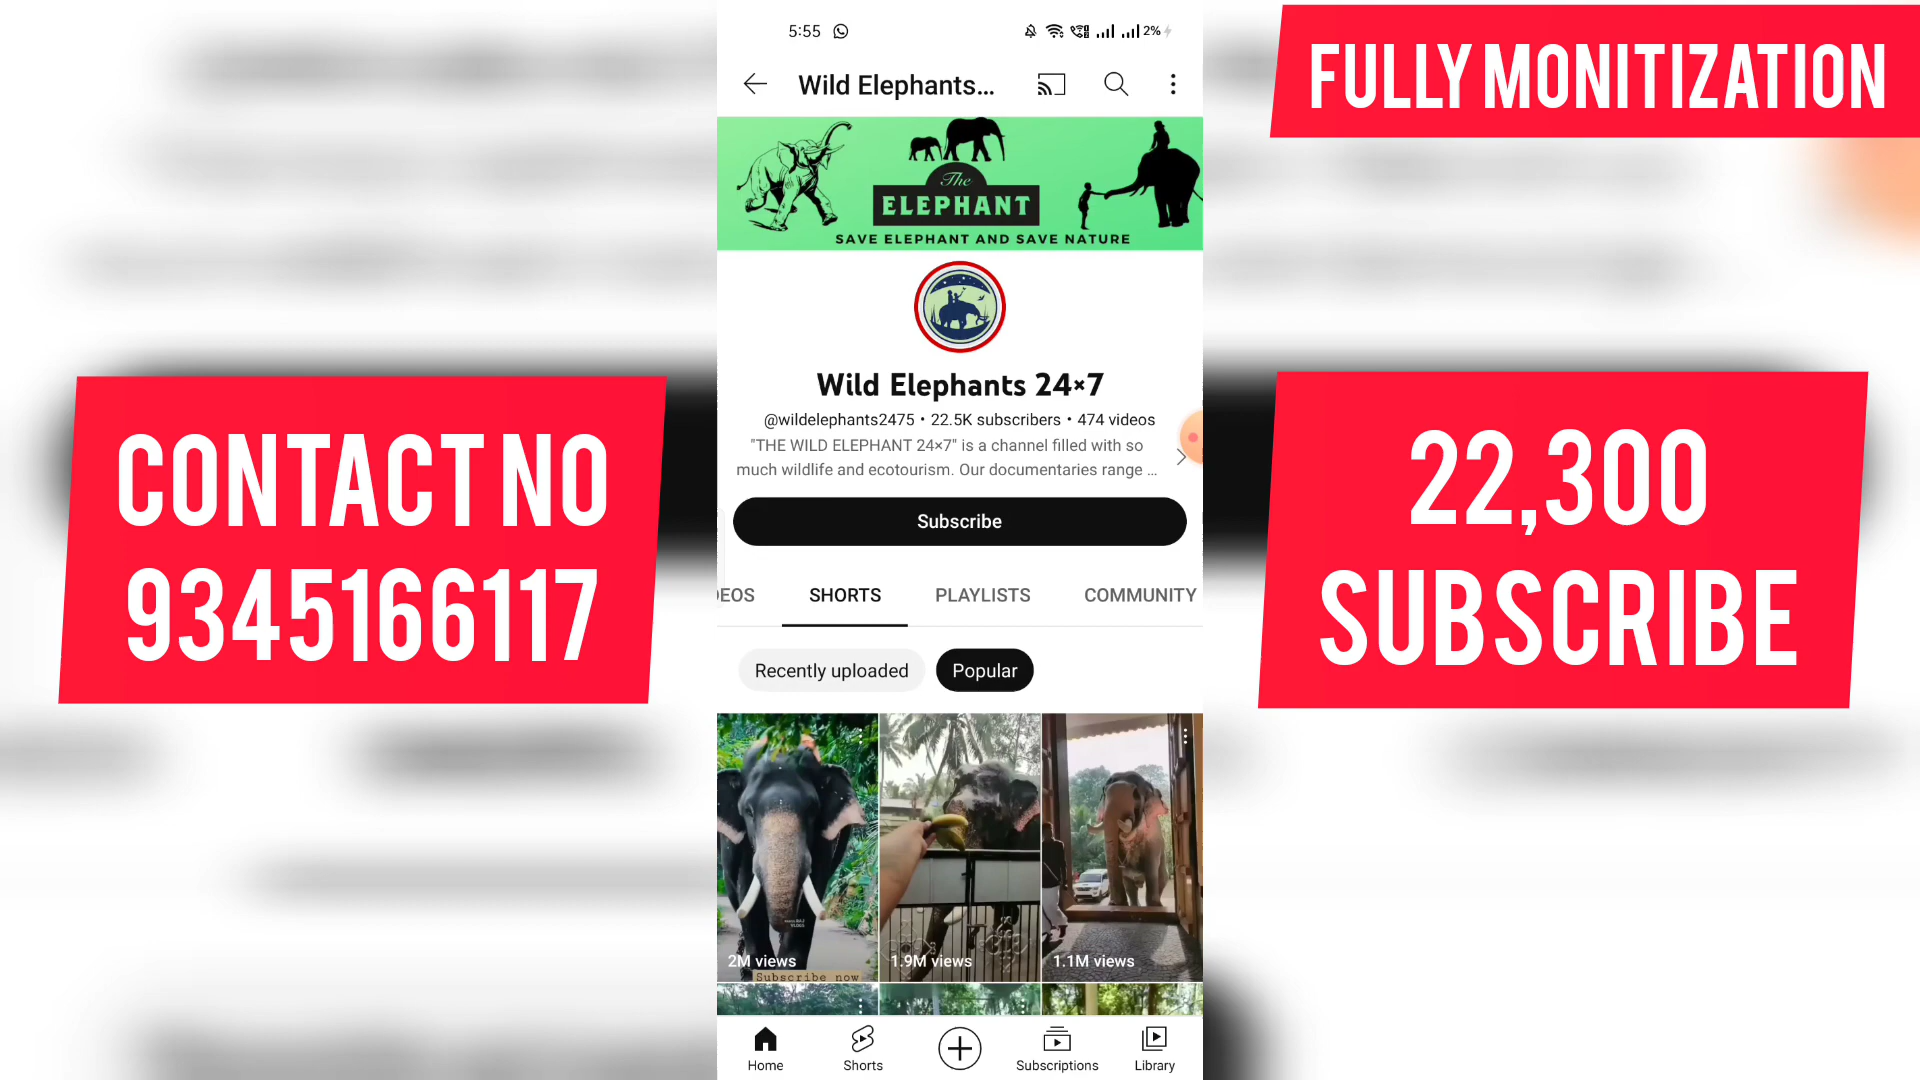 5:55
2%
Wild Elephants...
FULLY MONITIZATION
The
ELEPHANT
SAVE ELEPHANT AND SAVE NATURE
Wild Elephants 24×7
@wildelephants2475 • 22.5K subscribers • 474 videos
"THE WILD ELEPHANT 24×7" is a channel filled with so
much wildlife and ecotourism. Our documentaries range ...
Subscribe
CONTACT NO
9345166117
22,300
SUBSCRIBE
EOS
SHORTS
PLAYLISTS
COMMUNITY
Recently uploaded
Popular
2M views
1.9M views
1.1M views
Subscribe now
Home
Shorts
Subscriptions
Library